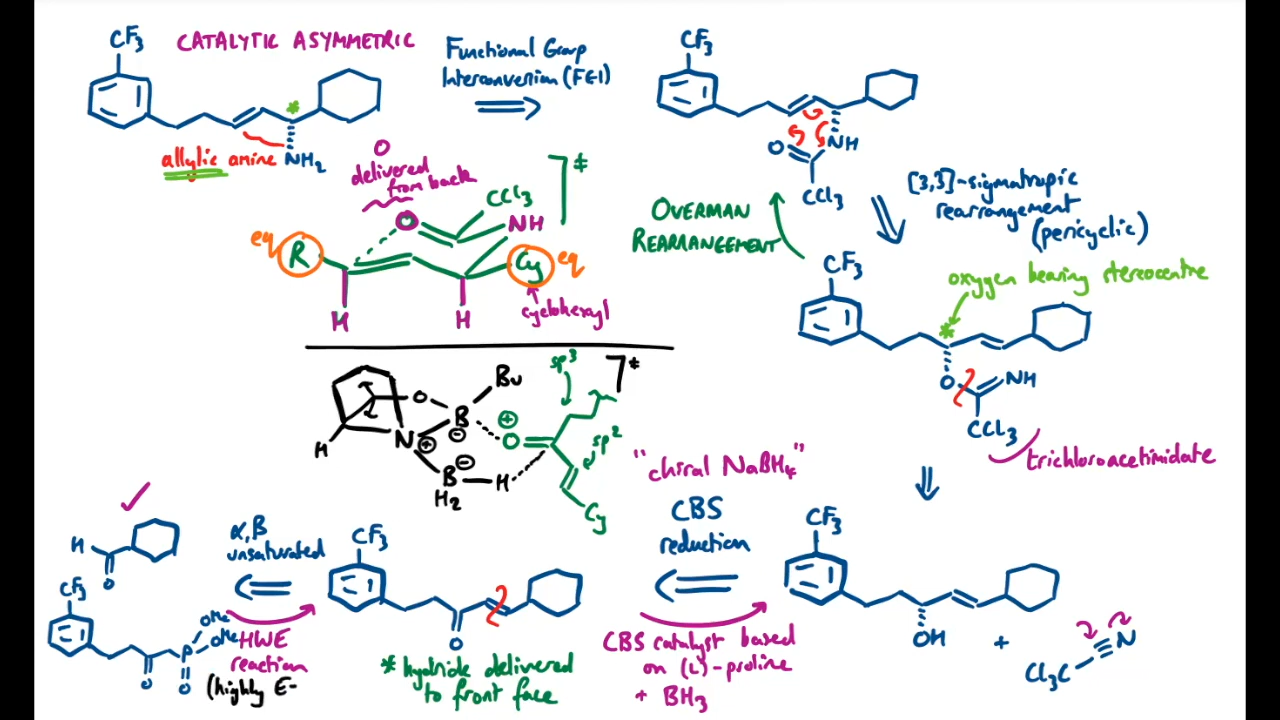 CF3
CATALYTIC ASYMMETRIC
Functional Group
Interconversion (FGI)
*
allylic amine
NH2
CF3
O
NH
CCl3
[3,3]-sigmatropic
rearrangement
(pericyclic)
OVERMAN
REARRANGEMENT
O
delivered
from back
‡
CCl3
O
NH
eq
R
Cy
eq
H
H
cyclohexyl
CF3
oxygen bearing stereocentre
*
O
NH
CCl3
trichloroacetimidate
Bu
O
B
⊖
N
⊕
H
B
⊖
H2
H
⊕
O
sp3
sp2
Cy
‡
"chiral NaBH4"
CBS
reduction
CBS catalyst based
on (L)-proline
+ BH3
CF3
OH
+
Cl3C
N
CF3
O
* hydride delivered
to front face
α,β
unsaturated
HWE
reaction
(highly E-
H
O
CF3
O
P
O
OMe
OMe